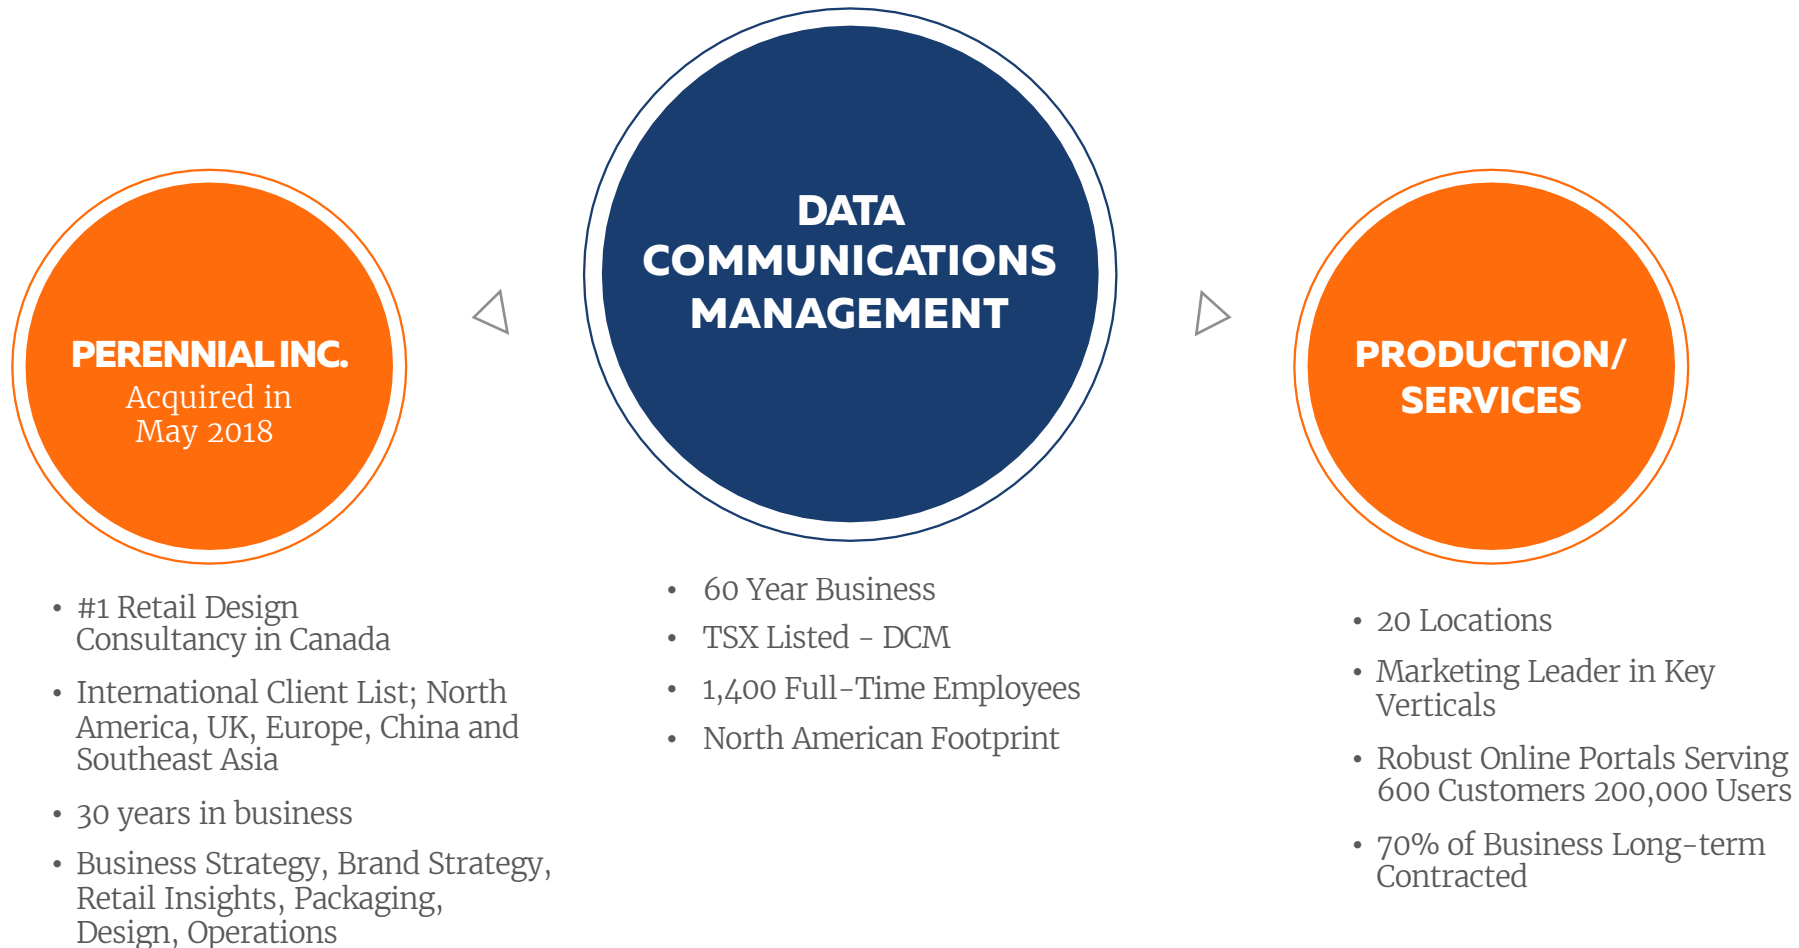 PERENNIAL INC.
Acquired in
May 2018
• #1 Retail Design
Consultancy in Canada
• International Client List; North
America, UK, Europe, China and
Southeast Asia
• 30 years in business
• Business Strategy, Brand Strategy,
Retail Insights, Packaging,
Design, Operations
DATA
COMMUNICATIONS
MANAGEMENT
• 60 Year Business
• TSX Listed - DCM
• 1,400 Full-Time Employees
• North American Footprint
PRODUCTION/
SERVICES
• 20 Locations
• Marketing Leader in Key
Verticals
• Robust Online Portals Serving
600 Customers 200,000 Users
• 70% of Business Long-term
Contracted